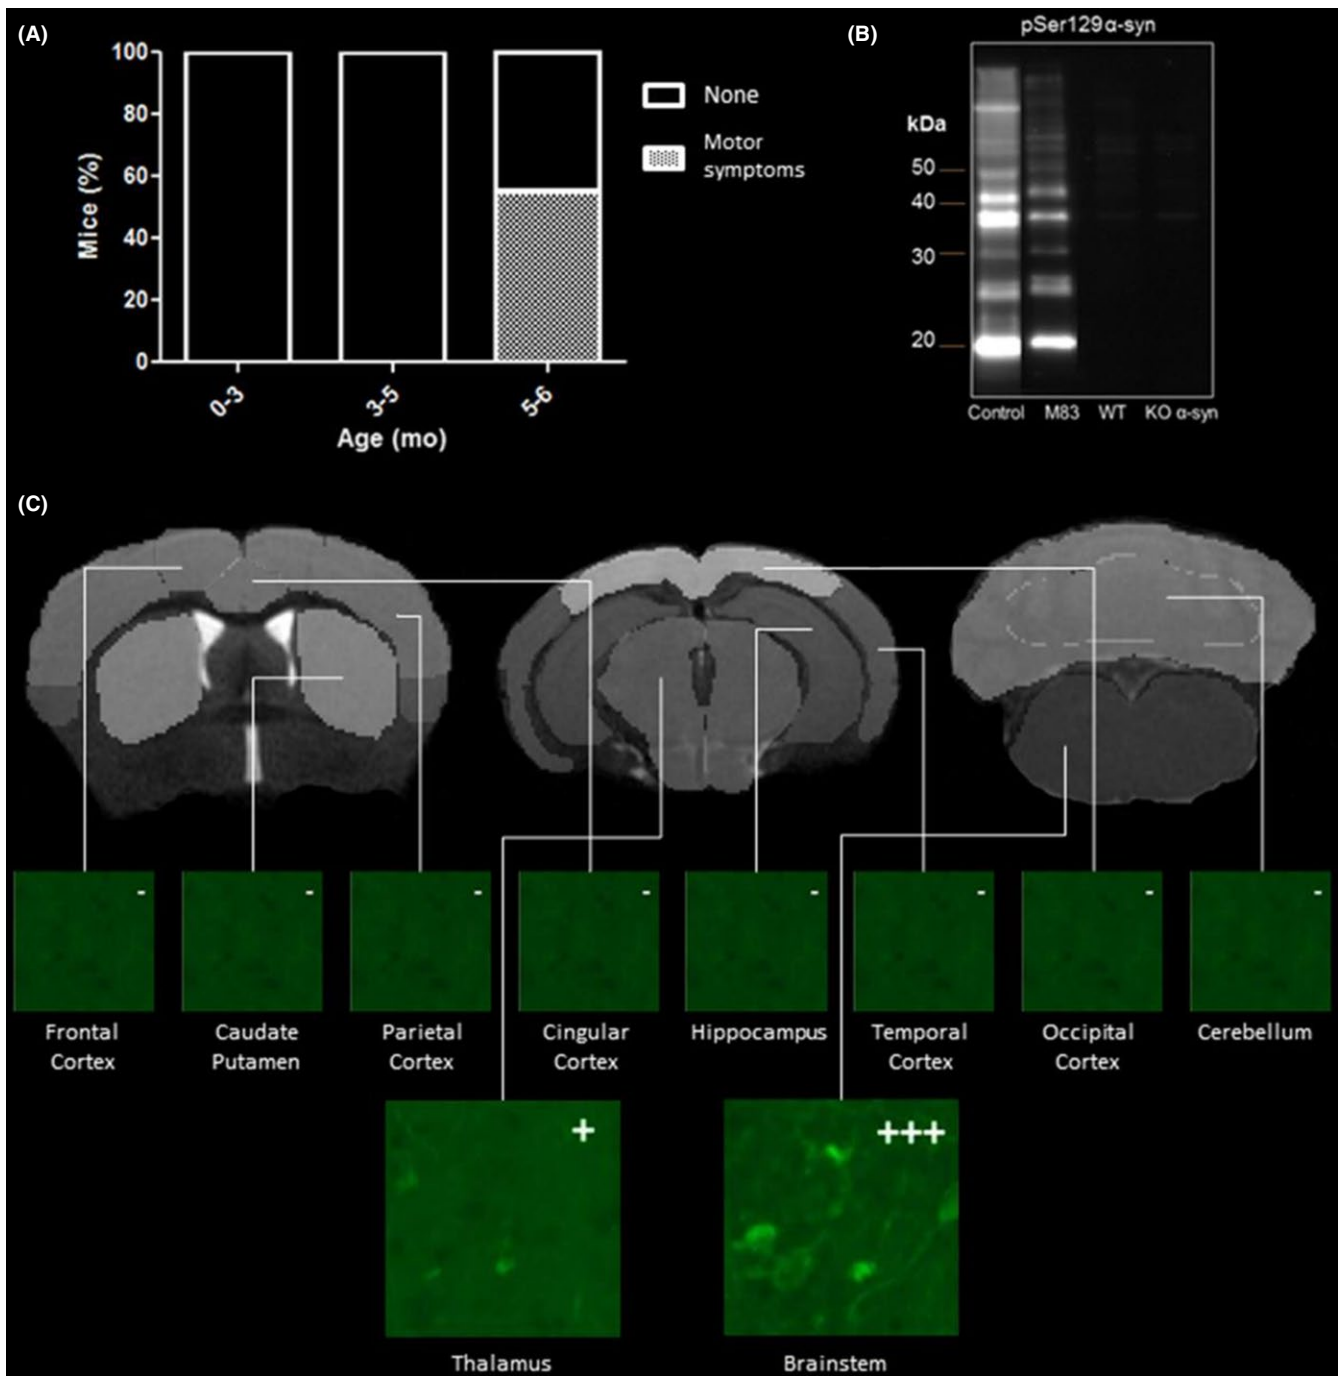 (A)
100
80
60
40
20
0
Mice (%)
0-3
3-5
5-6
Age (mo)
None
Motor
symptoms
(B)
pSer129α-syn
kDa
50
40
30
20
Control M83 WT KO α-syn
(C)
- - - - - - - -
Frontal
Cortex
Caudate
Putamen
Parietal
Cortex
Cingular
Cortex
Hippocampus
Temporal
Cortex
Occipital
Cortex
Cerebellum
+
+++
Thalamus
Brainstem